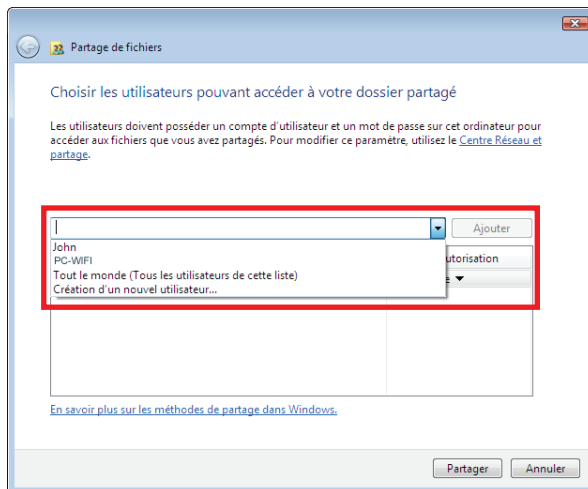 Partage de fichiers
Choisir les utilisateurs pouvant accéder à votre dossier partagé
Les utilisateurs doivent posséder un compte d'utilisateur et un mot de passe sur cet ordinateur pour
accéder aux fichiers que vous avez partagés. Pour modifier ce paramètre, utilisez le Centre Réseau et
partage.
Ajouter
John
PC-WIFI
Tout le monde (Tous les utilisateurs de cette liste)
Création d'un nouvel utilisateur...
utorisation
En savoir plus sur les méthodes de partage dans Windows.
Partager Annuler